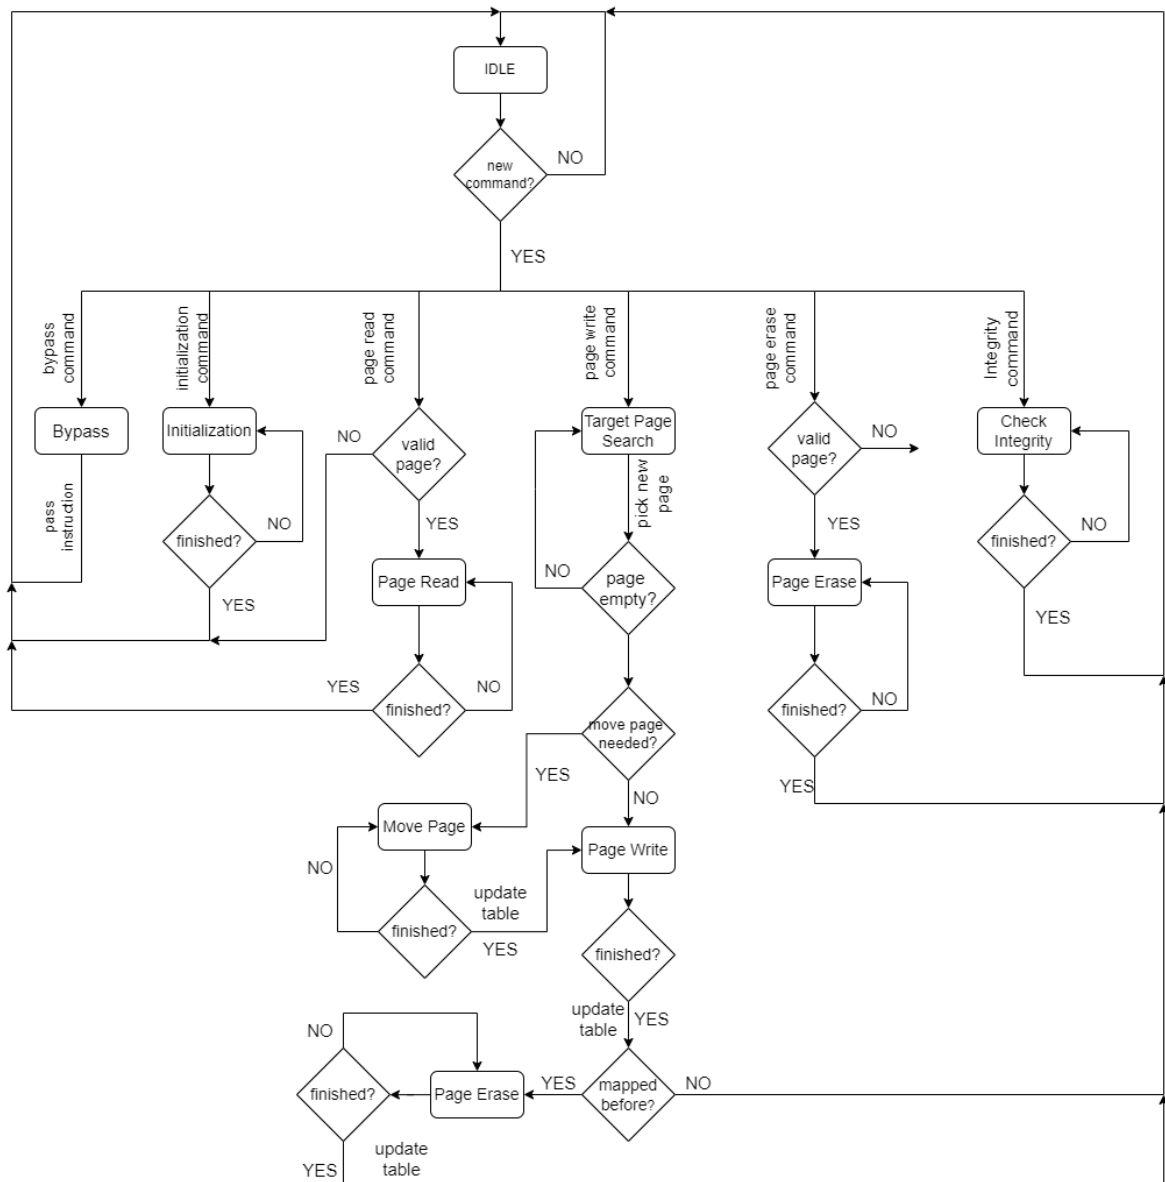 IDLE
new
command?
NO
YES
bypass
command
initialization
command
page read
command
page write
command
page erase
command
Integrity
command
Bypass
Initialization
NO
valid
page?
Target Page
Search
valid
page?
NO
Check
Integrity
pass
instruction
finished?
NO
YES
pick new
page
YES
finished?
NO
Page Read
NO
page
empty?
Page Erase
YES
YES
YES
finished?
NO
move page
needed?
finished?
NO
YES
NO
YES
Move Page
Page Write
NO
finished?
update
table
YES
finished?
update
table
YES
NO
finished?
Page Erase
YES
mapped
before?
NO
YES
update
table